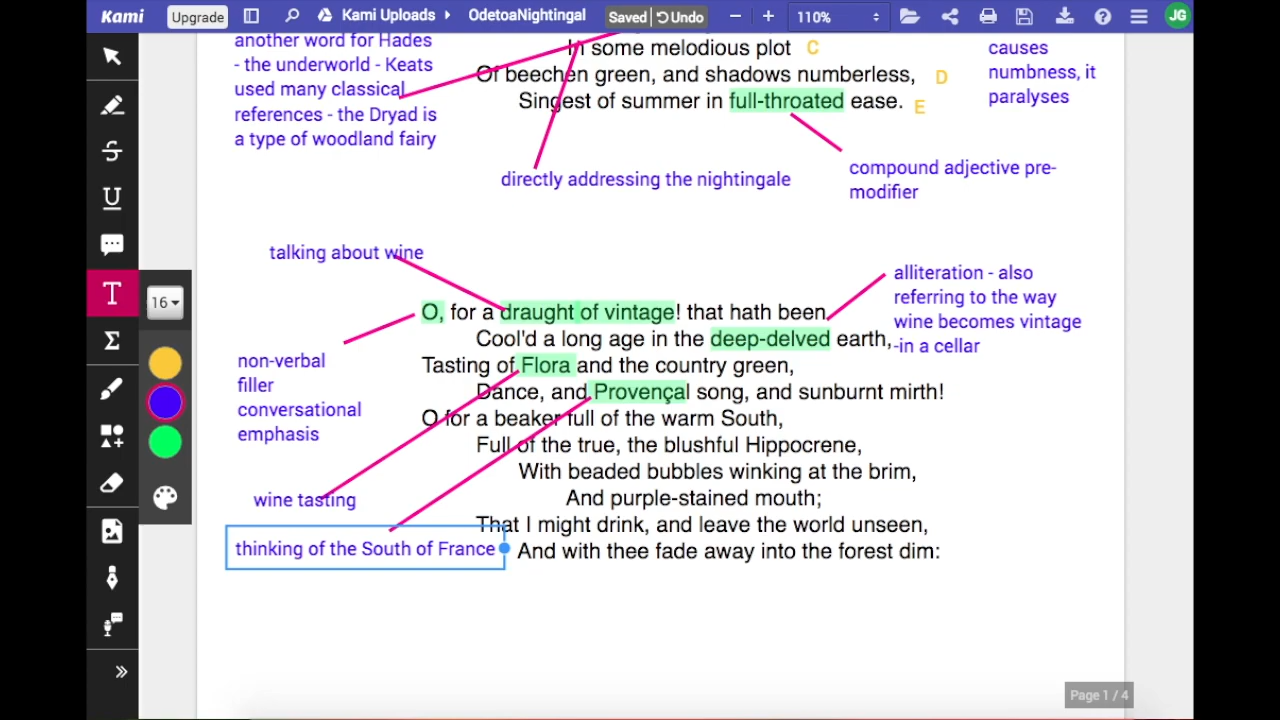 Kami
Upgrade
Kami Uploads
OdetoaNightingal
Saved
Undo
110%
JG
another word for Hades
- the underworld - Keats
used many classical
references - the Dryad is
a type of woodland fairy
In some melodious plot C
Of beechen green, and shadows numberless, D
Singest of summer in full-throated ease. E
causes
numbness, it
paralyses
directly addressing the nightingale
compound adjective pre-
modifier
talking about wine
alliteration - also
referring to the way
wine becomes vintage
-in a cellar
O, for a draught of vintage! that hath been
Cool'd a long age in the deep-delved earth,
Tasting of Flora and the country green,
Dance, and Provençal song, and sunburnt mirth!
O for a beaker full of the warm South,
Full of the true, the blushful Hippocrene,
With beaded bubbles winking at the brim,
And purple-stained mouth;
That I might drink, and leave the world unseen,
And with thee fade away into the forest dim:
non-verbal
filler
conversational
emphasis
wine tasting
thinking of the South of France
16
Page 1 / 4